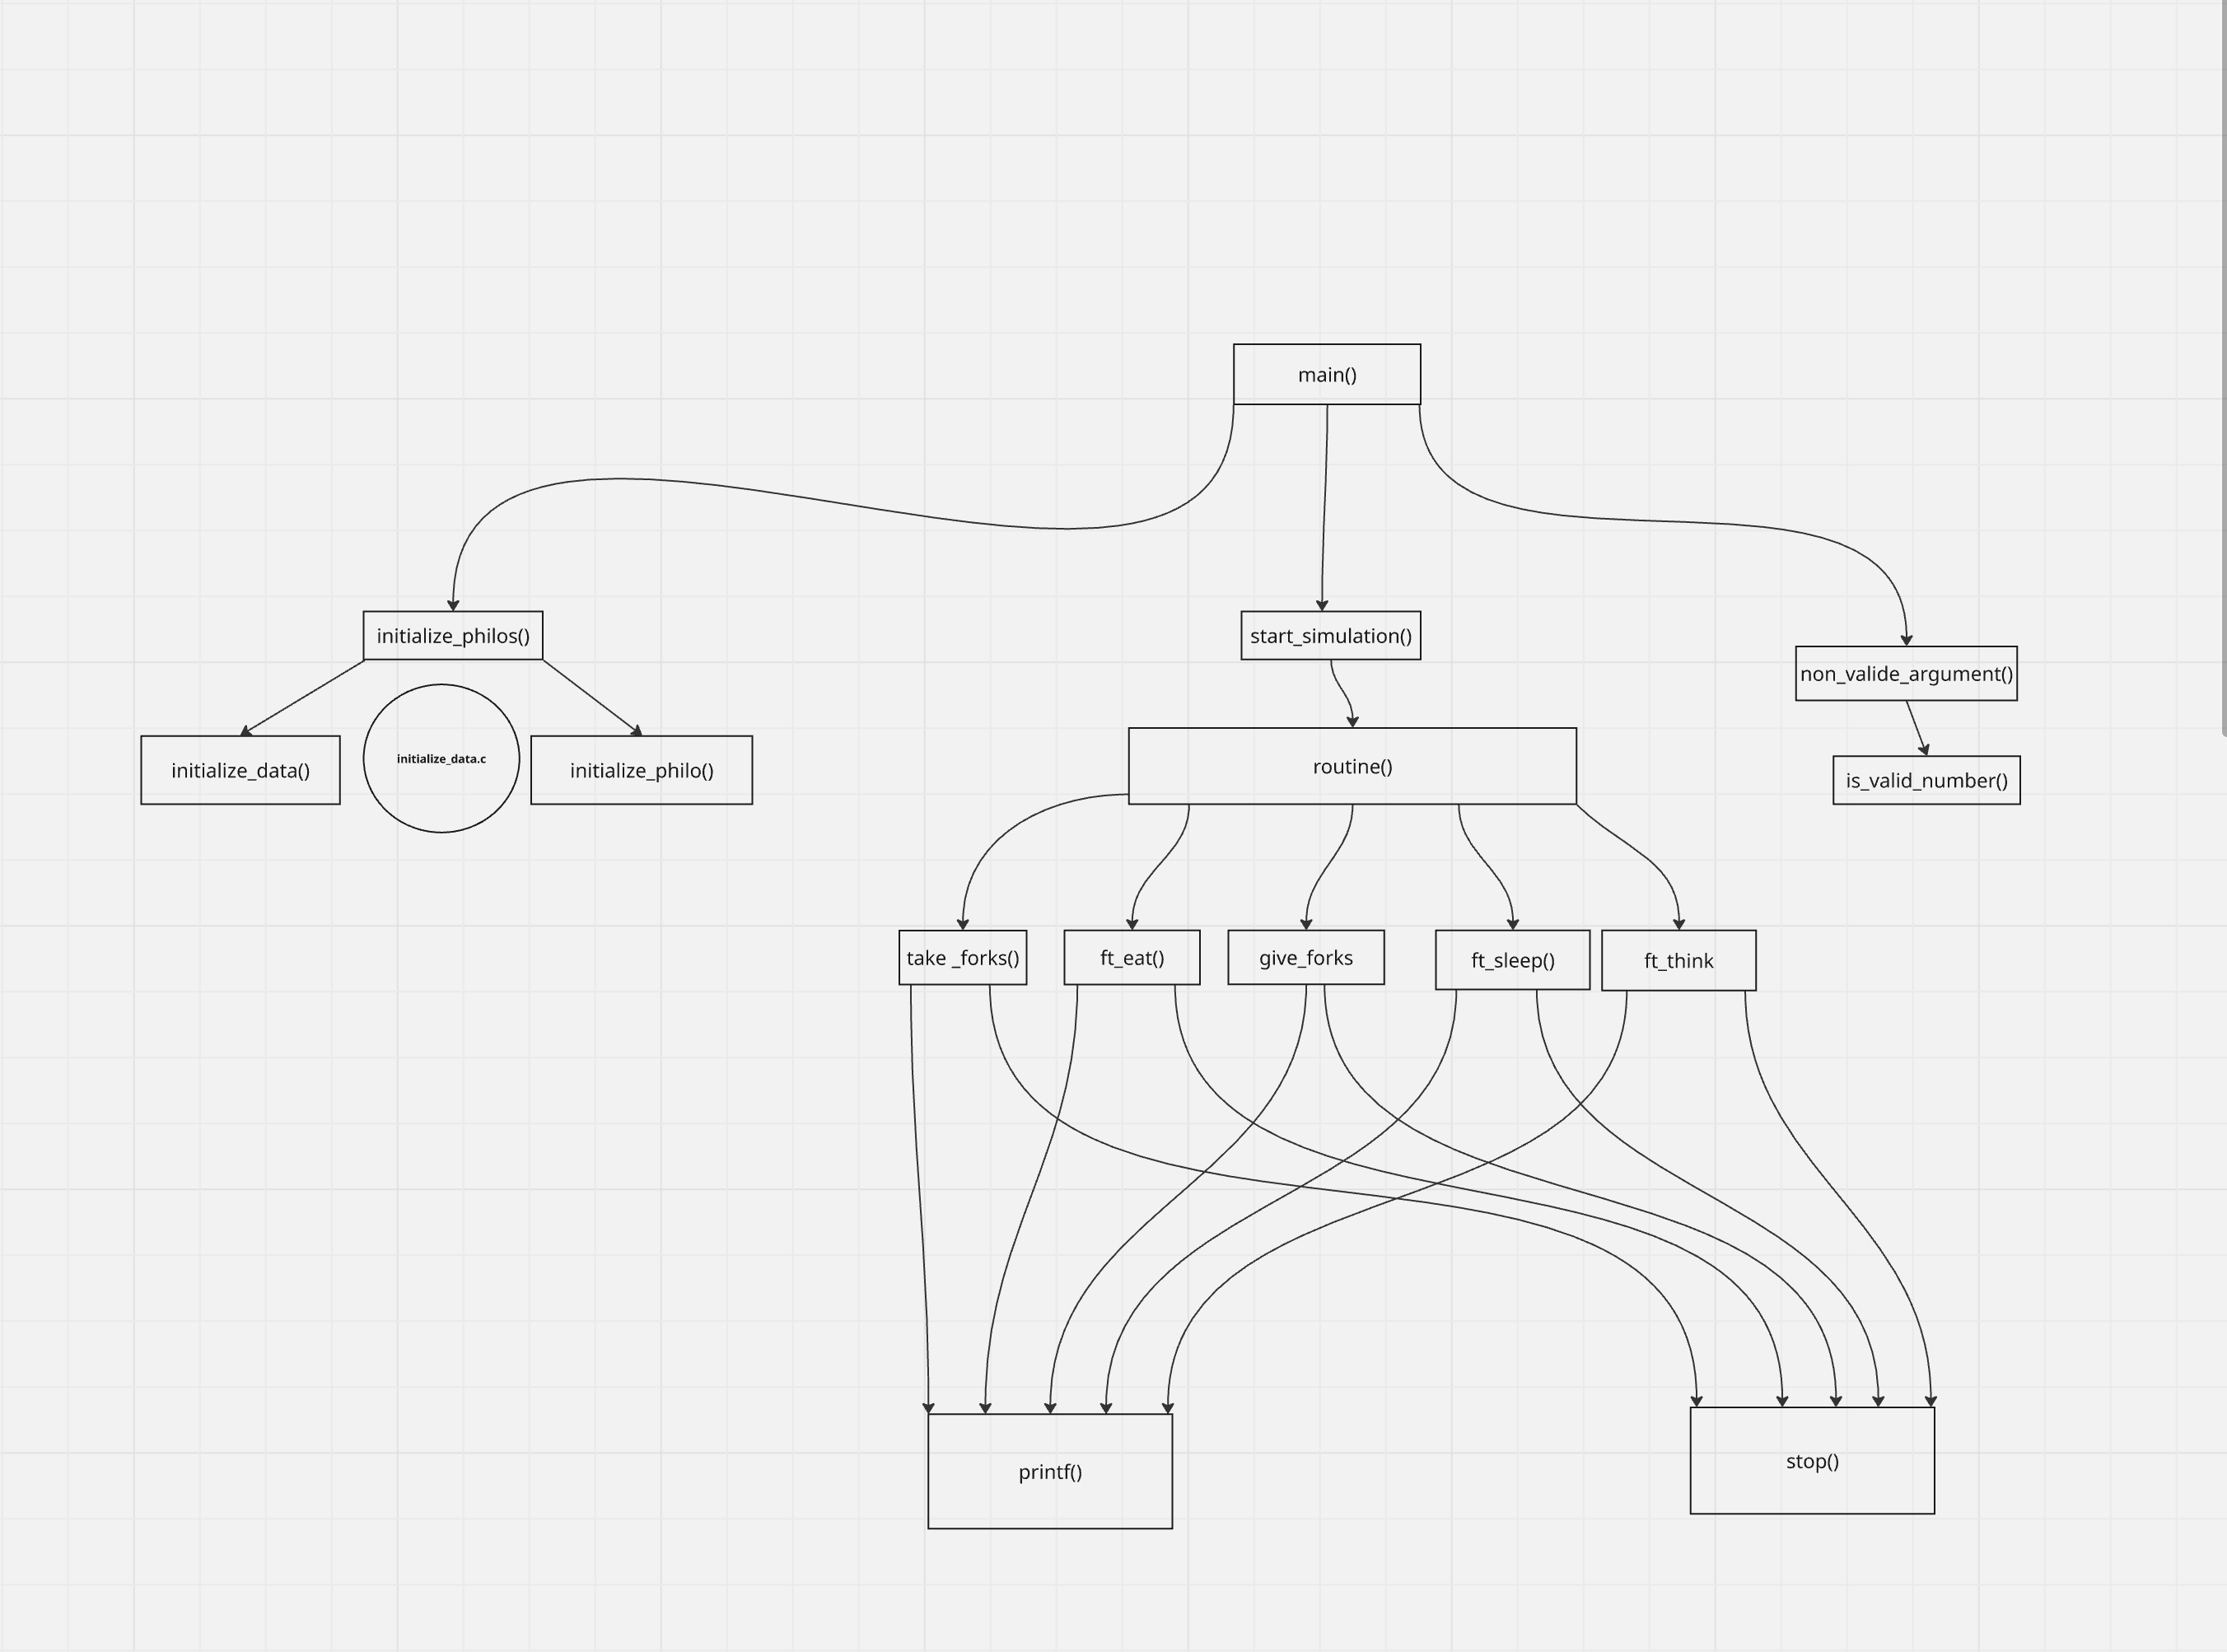 main()
initialize_philos()
start_simulation()
non_valide_argument()
initialize_data()
initialize_data.c
initialize_philo()
routine()
is_valid_number()
take _forks()
ft_eat()
give_forks
ft_sleep()
ft_think
printf()
stop()